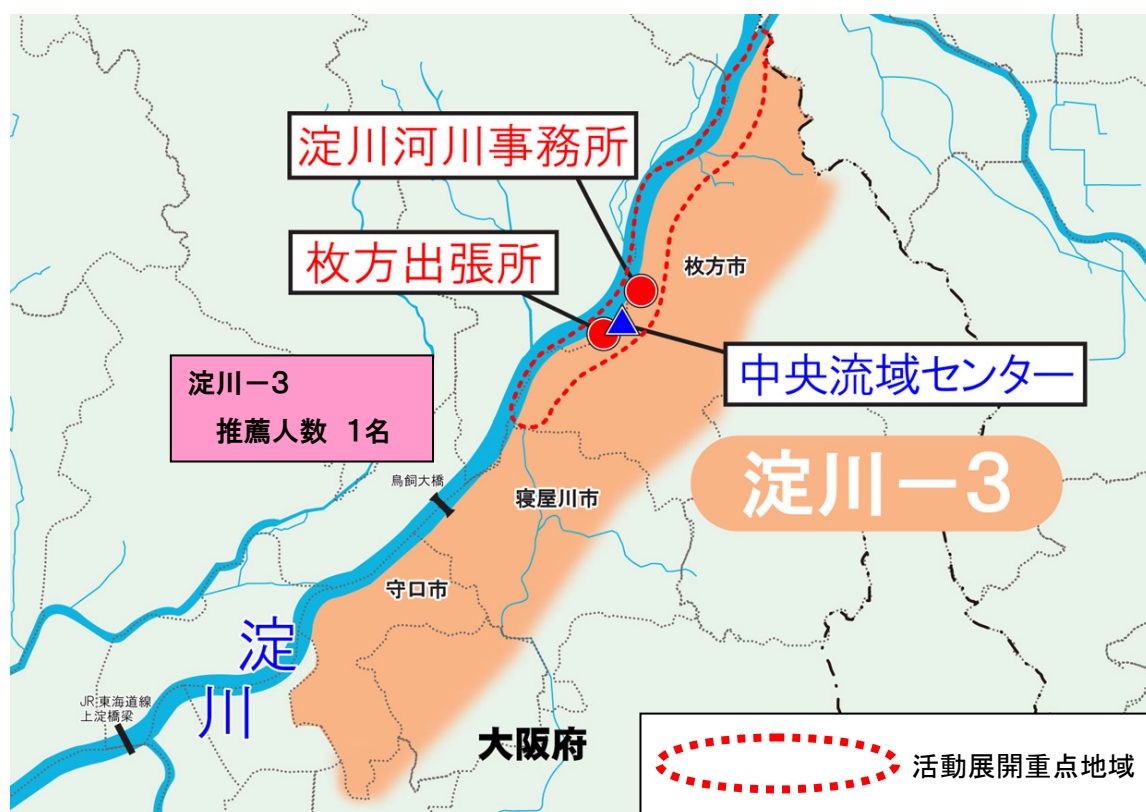 淀川河川事務所
枚方出張所
枚方市
中央流域センター
淀川－3
推薦人数 1名
鳥飼大橋
寝屋川市
淀川－3
守口市
淀川
JR東海道線
上淀橋梁
大阪府
活動展開重点地域